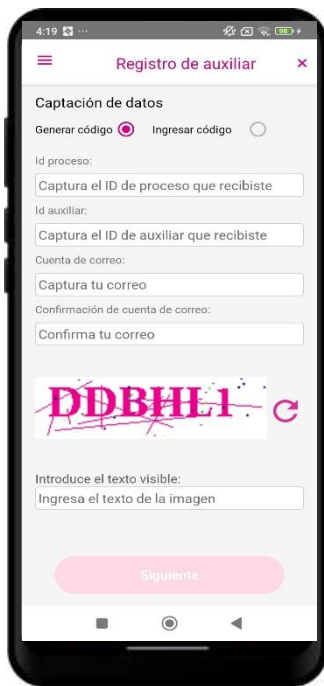 4:19
98
Registro de auxiliar
Captación de datos
Generar código Ingresar código
Id proceso:
Captura el ID de proceso que recibiste
Id auxiliar:
Captura el ID de auxiliar que recibiste
Cuenta de correo:
Captura tu correo
Confirmación de cuenta de correo:
Confirma tu correo
DDBHL1
Introduce el texto visible:
Ingresa el texto de la imagen
Siguiente